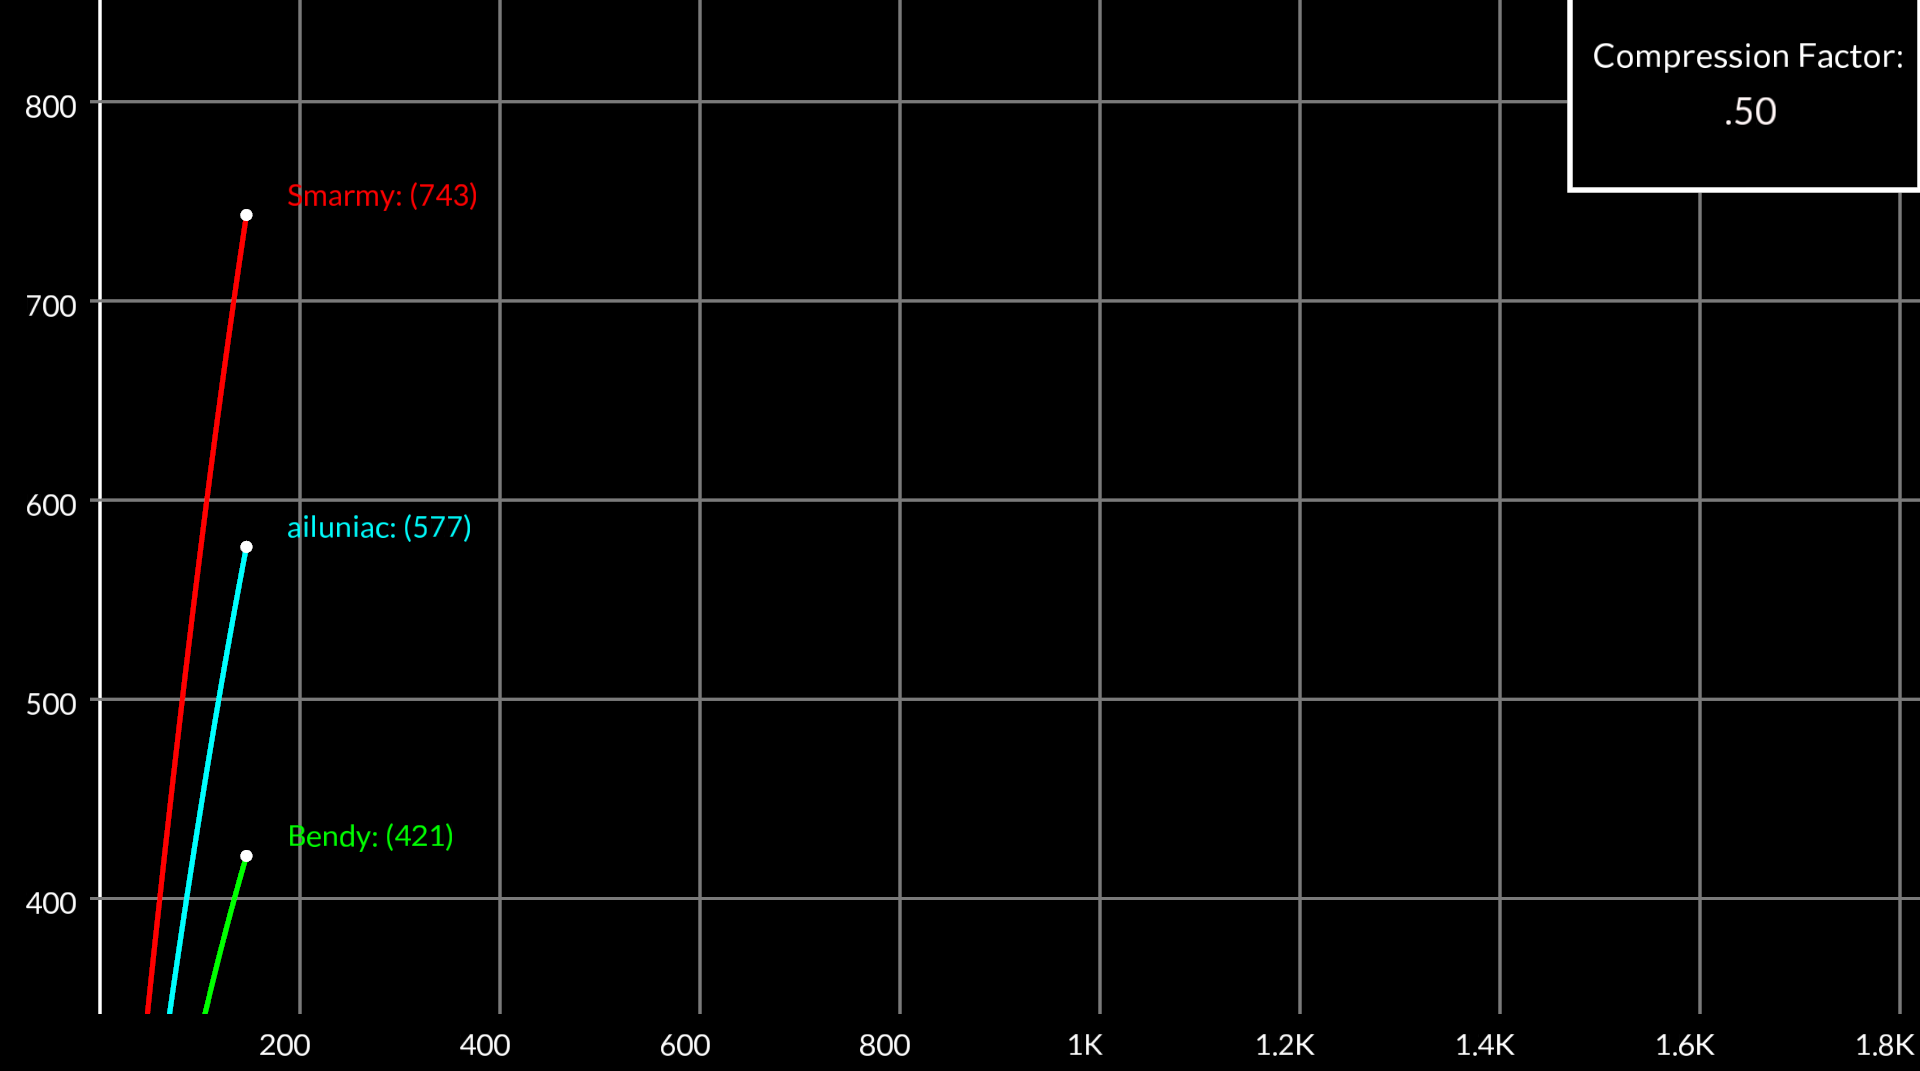 Compression Factor:
.50
800
Smarmy: (743)
700
600
ailuniac: (577)
500
Bendy: (421)
400
200 400 600 800 1K 1.2K 1.4K 1.6K 1.8K